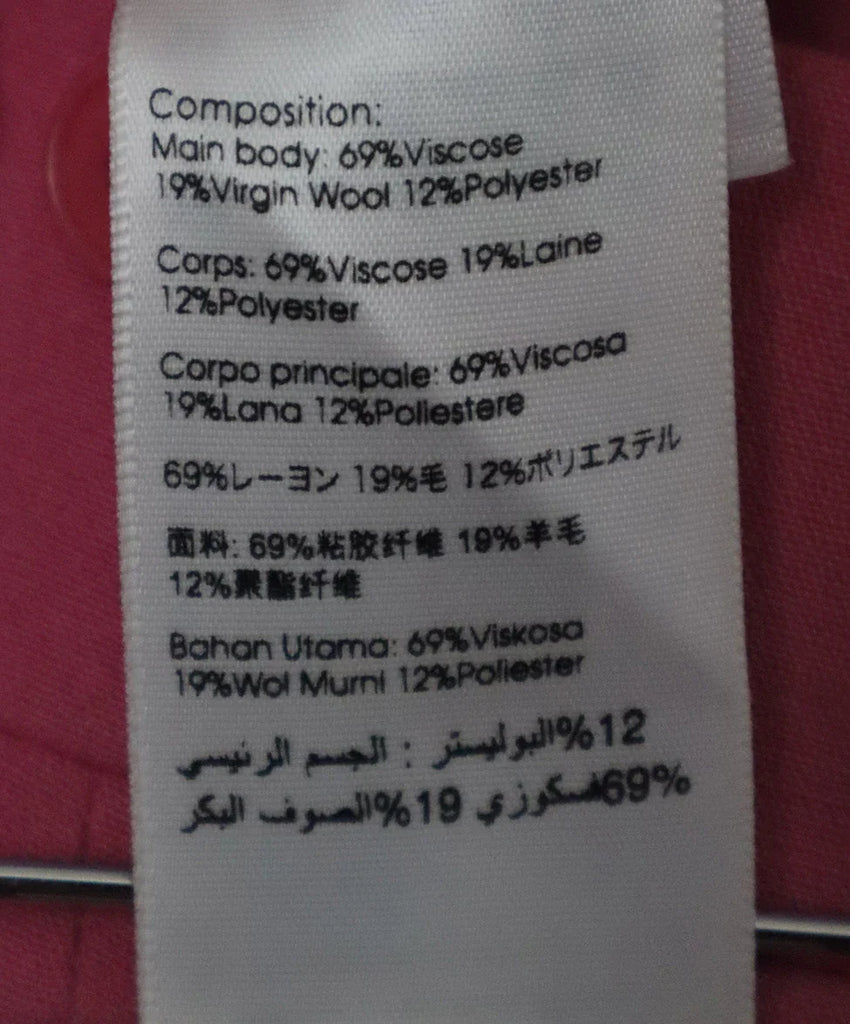 Composition:
Main body: 69%Viscose
19%Virgin Wool 12%Polyester
Corps: 69%Viscose 19%Laine
12%Polyester
Corpo principale: 69%Viscosa
19%Lana 12%Poliestere
69%レーヨン 19%毛 12%ポリエステル
面料: 69%粘胶纤维 19%羊毛
12%聚酯纤维
Bahan Utama: 69%Viskosa
19%Wol Murni 12%Poliester
الجسم الرئيسي : البوليستر%12
الصوف البكر%19 فسكوزي69%